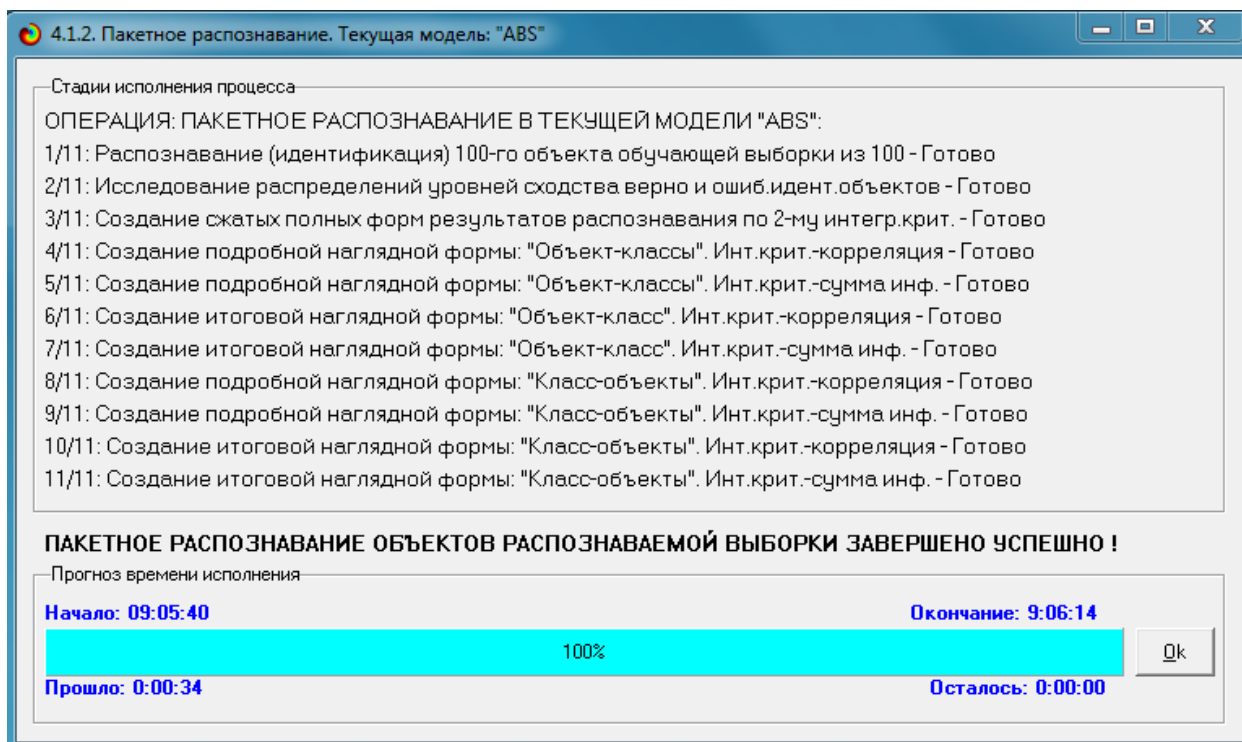 4.1.2. Пакетное распознавание. Текущая модель: "ABS"
Стадии исполнения процесса
ОПЕРАЦИЯ: ПАКЕТНОЕ РАСПОЗНАВАНИЕ В ТЕКУЩЕЙ МОДЕЛИ "ABS":
1/11: Распознавание (идентификация) 100-го объекта обучающей выборки из 100 - Готово
2/11: Исследование распределений уровней сходства верно и ошиб.идент.объектов - Готово
3/11: Создание сжатых полных форм результатов распознавания по 2-му интегр.крит. - Готово
4/11: Создание подробной наглядной формы: "Объект-классы". Инт.крит.-корреляция - Готово
5/11: Создание подробной наглядной формы: "Объект-классы". Инт.крит.-сумма инф. - Готово
6/11: Создание итоговой наглядной формы: "Объект-класс". Инт.крит.-корреляция - Готово
7/11: Создание итоговой наглядной формы: "Объект-класс". Инт.крит.-сумма инф. - Готово
8/11: Создание подробной наглядной формы: "Класс-объекты". Инт.крит.-корреляция - Готово
9/11: Создание подробной наглядной формы: "Класс-объекты". Инт.крит.-сумма инф. - Готово
10/11: Создание итоговой наглядной формы: "Класс-объекты". Инт.крит.-корреляция - Готово
11/11: Создание итоговой наглядной формы: "Класс-объекты". Инт.крит.-сумма инф. - Готово
ПАКЕТНОЕ РАСПОЗНАВАНИЕ ОБЪЕКТОВ РАСПОЗНАВАЕМОЙ ВЫБОРКИ ЗАВЕРШЕНО УСПЕШНО !
Прогноз времени исполнения
Начало: 09:05:40
Окончание: 9:06:14
100%
Ok
Прошло: 0:00:34
Осталось: 0:00:00